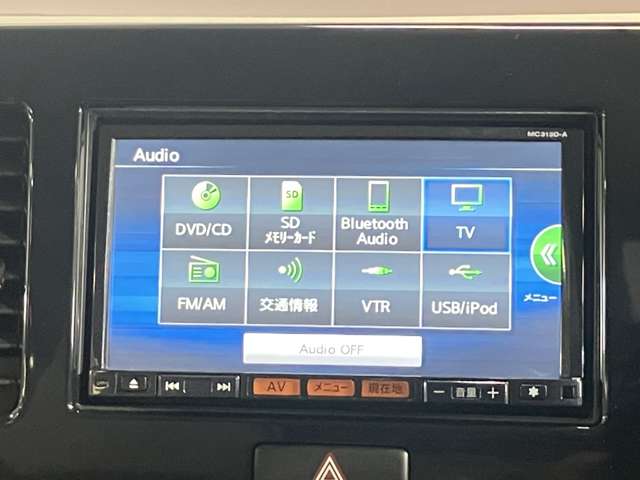 MC313D-A
Audio
DVD/CD
SD
SD
メモリーカード
Bluetooth
Audio
TV
FM/AM
交通情報
VTR
USB/iPod
メニュー
Audio OFF
AV
メニュー
現在地
音量